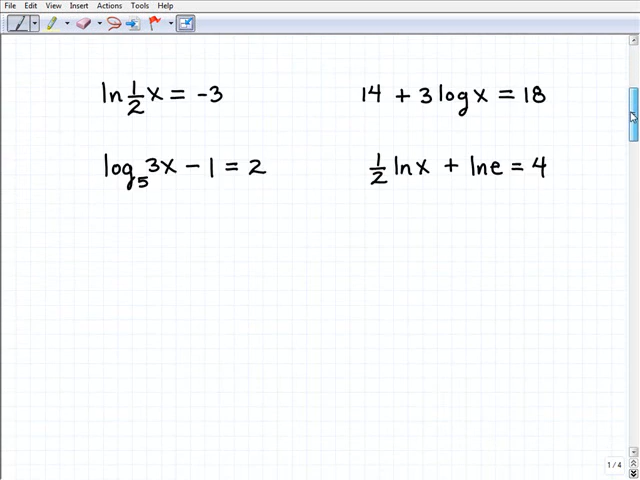 File Edit View Insert Actions Tools Help
ln 1/2 x = -3 14 + 3 log x = 18
log₅ 3x - 1 = 2 1/2 ln x + ln e = 4
1 / 4